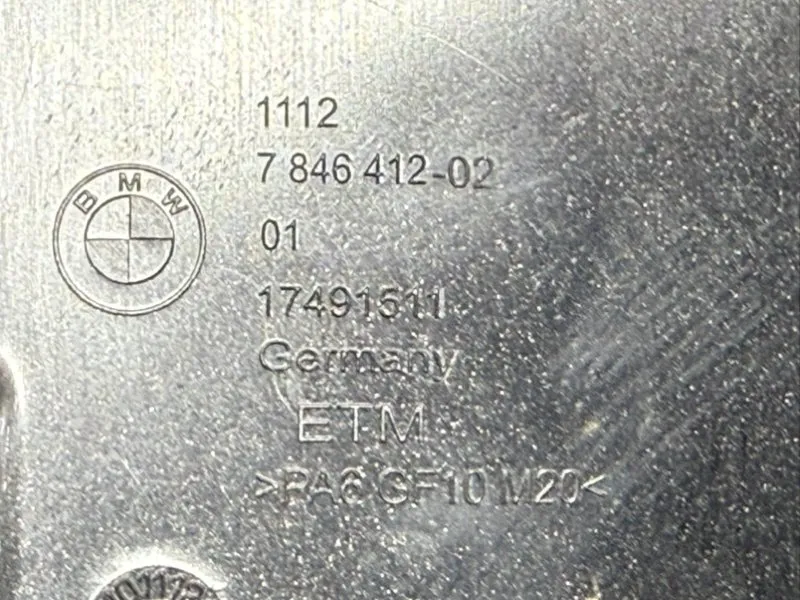 BMW
1112
7 846 412-02
01
17491511
Germany
ETM
>PA6 GF10 M20<